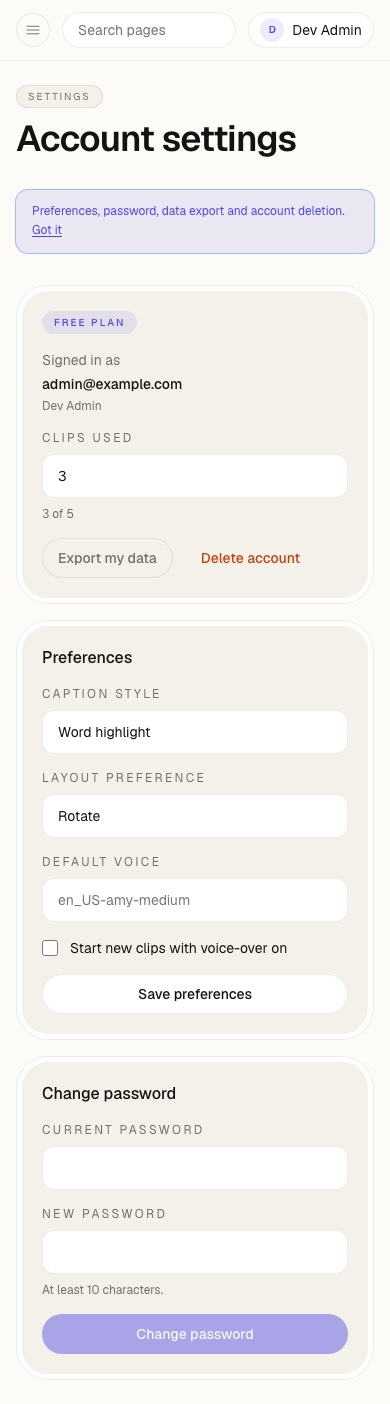 Search pages
D
Dev Admin
SETTINGS
Account settings
Preferences, password, data export and account deletion.
Got it
FREE PLAN
Signed in as
admin@example.com
Dev Admin
CLIPS USED
3
3 of 5
Export my data
Delete account
Preferences
CAPTION STYLE
Word highlight
LAYOUT PREFERENCE
Rotate
DEFAULT VOICE
en_US-amy-medium
Start new clips with voice-over on
Save preferences
Change password
CURRENT PASSWORD
NEW PASSWORD
At least 10 characters.
Change password